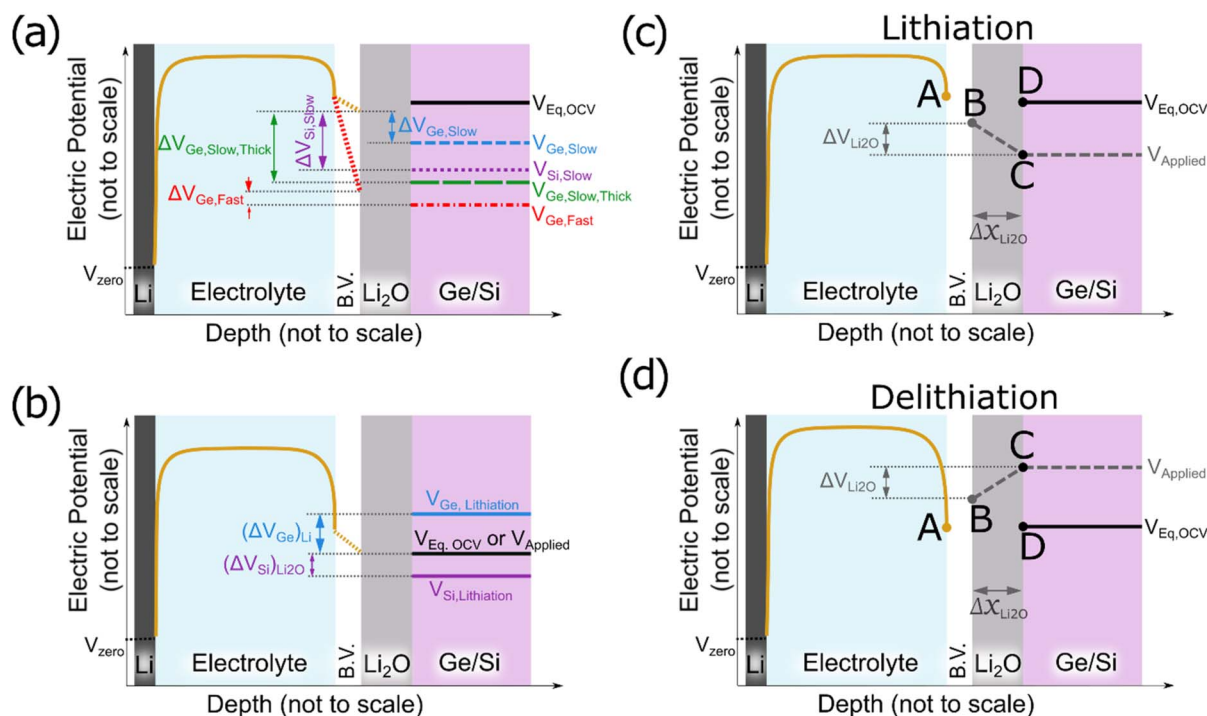 (a)
Electric Potential
(not to scale)
V_Eq,OCV
ΔV_Ge,Slow
V_Ge,Slow
ΔV_Si,Slow
ΔV_Ge,Slow,Thick
V_Si,Slow
V_Ge,Slow,Thick
ΔV_Ge,Fast
V_Ge,Fast
V_zero
Li
Electrolyte
B.V.
Li₂O
Ge/Si
Depth (not to scale)
(c)
Lithiation
Electric Potential
(not to scale)
A
B
D
C
V_Eq,OCV
ΔV_Li2O
V_Applied
Δx_Li2O
V_zero
Li
Electrolyte
B.V.
Li₂O
Ge/Si
Depth (not to scale)
(b)
Electric Potential
(not to scale)
V_Ge, Lithiation
(ΔV_Ge)_Li
V_Eq. OCV or V_Applied
(ΔV_Si)_Li2O
V_Si,Lithiation
V_zero
Li
Electrolyte
B.V.
Li₂O
Ge/Si
Depth (not to scale)
(d)
Delithiation
Electric Potential
(not to scale)
C
V_Applied
ΔV_Li2O
B
A
D
V_Eq,OCV
Δx_Li2O
V_zero
Li
Electrolyte
B.V.
Li₂O
Ge/Si
Depth (not to scale)